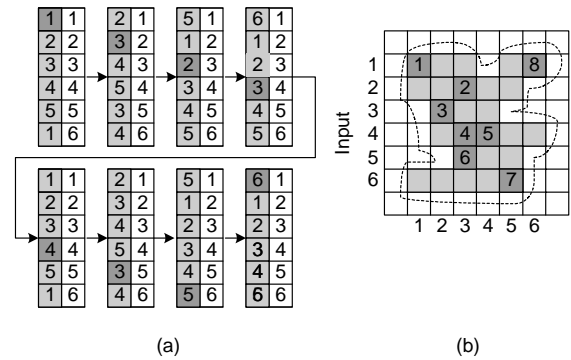 1 1 2 1 5 1 6 1
2 2 3 2 1 2 1 2
3 3 4 3 2 3 2 3
4 4 5 4 3 4 3 4
5 5 3 5 4 5 4 5
1 6 4 6 5 6 5 6
1 1 2 1 5 1 6 1
2 2 3 2 1 2 1 2
3 3 4 3 2 3 2 3
4 4 5 4 3 4 3 4
5 5 3 5 4 5 4 5
1 6 4 6 5 6 6 6
(a)
Input
1 1 8
2 2
3 3
4 4 5
5 6
6 7
1 2 3 4 5 6
(b)